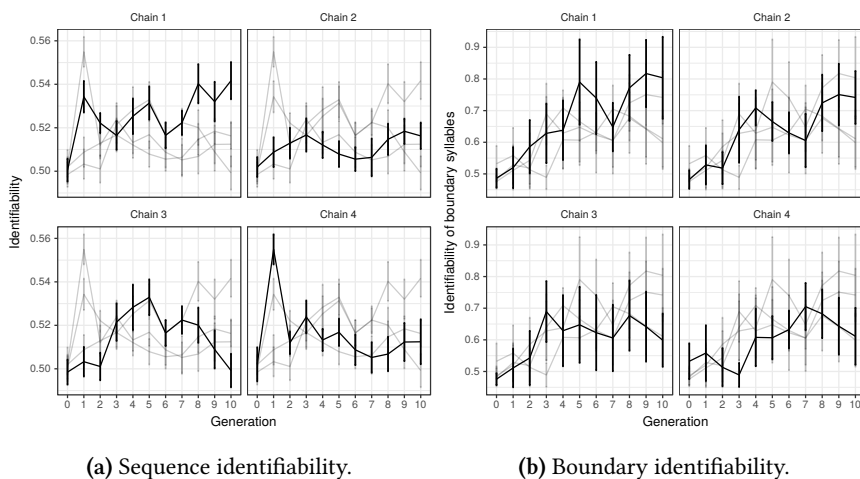 Chain 1
Chain 2
0.56
0.54
0.52
0.50
Chain 3
Chain 4
0.56
0.54
0.52
0.50
0 1 2 3 4 5 6 7 8 9 10
0 1 2 3 4 5 6 7 8 9 10
Identifiability
Generation
(a) Sequence identifiability.
Chain 1
Chain 2
0.9
0.8
0.7
0.6
0.5
Chain 3
Chain 4
0.9
0.8
0.7
0.6
0.5
0 1 2 3 4 5 6 7 8 9 10
0 1 2 3 4 5 6 7 8 9 10
Identifiability of boundary syllables
Generation
(b) Boundary identifiability.